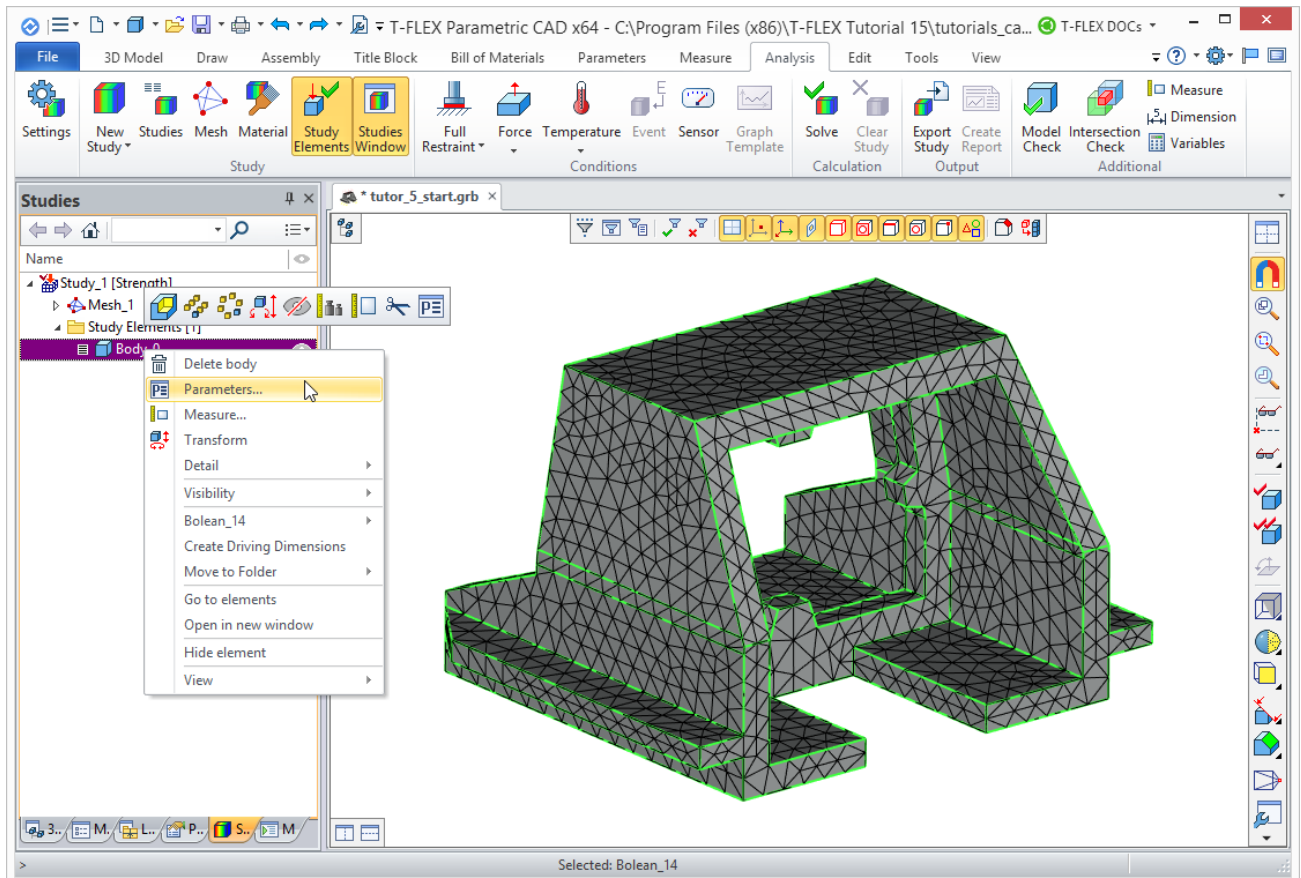 T-FLEX Parametric CAD x64 - C:\Program Files (x86)\T-FLEX Tutorial 15\tutorials_ca... T-FLEX DOCs
File 3D Model Draw Assembly Title Block Bill of Materials Parameters Measure Analysis Edit Tools View
Settings New Study Studies Mesh Material Study Elements Studies Window Full Restraint Force Temperature Event Sensor Graph Template Solve Clear Study Export Study Create Report Model Check Intersection Check Measure
Dimension
Variables
Study Conditions Calculation Output Additional
Studies
* tutor_5_start.grb
Name
Study_1 [Strength]
Mesh_1
Study Elements [1]
Body_0
Delete body
Parameters...
Measure...
Transform
Detail
Visibility
Bolean_14
Create Driving Dimensions
Move to Folder
Go to elements
Open in new window
Hide element
View
3.. M. L.. P.. S.. M
> Selected: Bolean_14